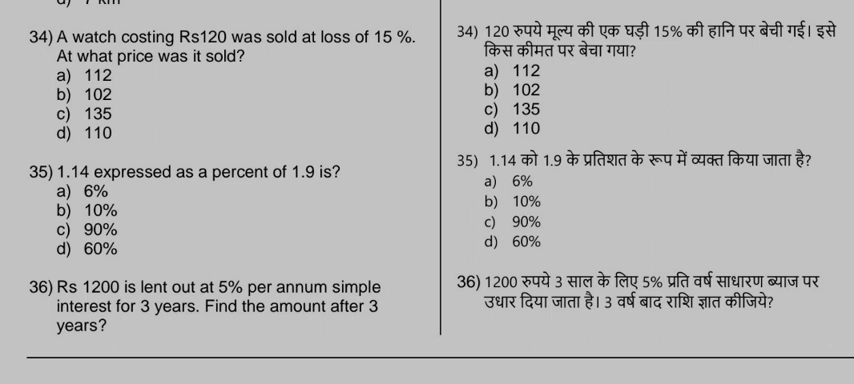 34) A watch costing Rs120 was sold at loss of 15 %.
At what price was it sold?
a) 112
b) 102
c) 135
d) 110
35) 1.14 expressed as a percent of 1.9 is?
a) 6%
b) 10%
c) 90%
d) 60%
36) Rs 1200 is lent out at 5% per annum simple
interest for 3 years. Find the amount after 3
years?
34) 120 रुपये मूल्य की एक घड़ी 15% की हानि पर बेची गई। इसे
किस कीमत पर बेचा गया?
a) 112
b) 102
c) 135
d) 110
35) 1.14 को 1.9 के प्रतिशत के रूप में व्यक्त किया जाता है?
a) 6%
b) 10%
c) 90%
d) 60%
36) 1200 रुपये 3 साल के लिए 5% प्रति वर्ष साधारण ब्याज पर
उधार दिया जाता है। 3 वर्ष बाद राशि ज्ञात कीजिये?